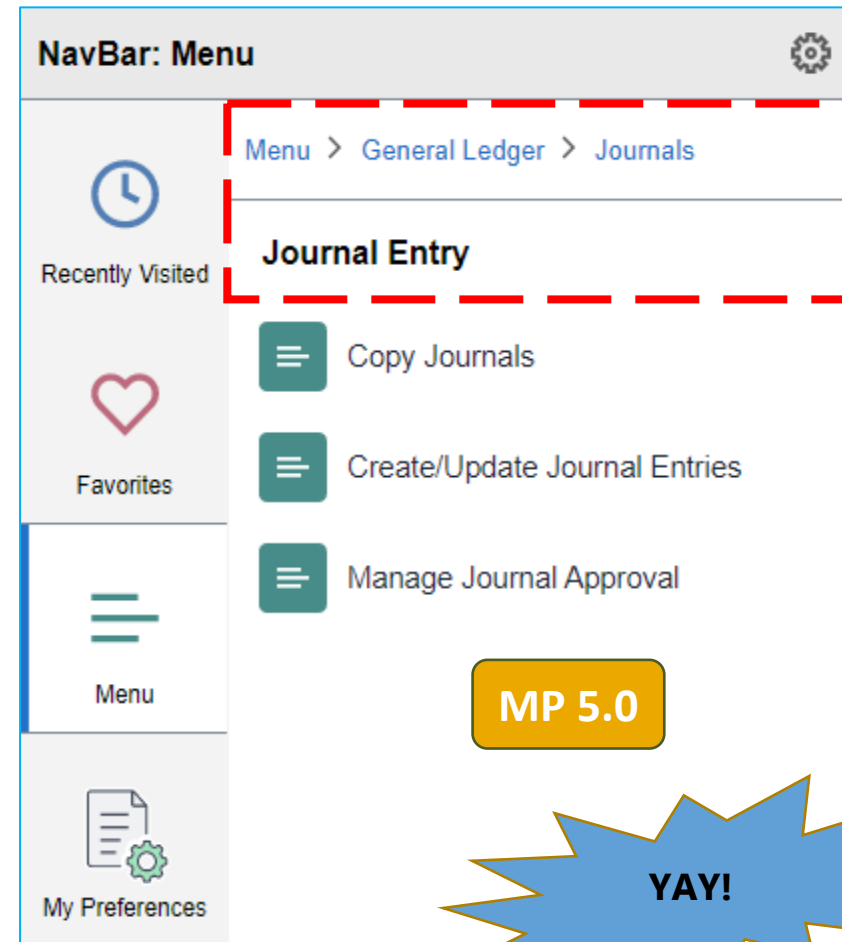 NavBar: Menu
Menu > General Ledger > Journals
Journal Entry
Recently Visited
Copy Journals
Create/Update Journal Entries
Favorites
Manage Journal Approval
Menu
MP 5.0
YAY!
My Preferences